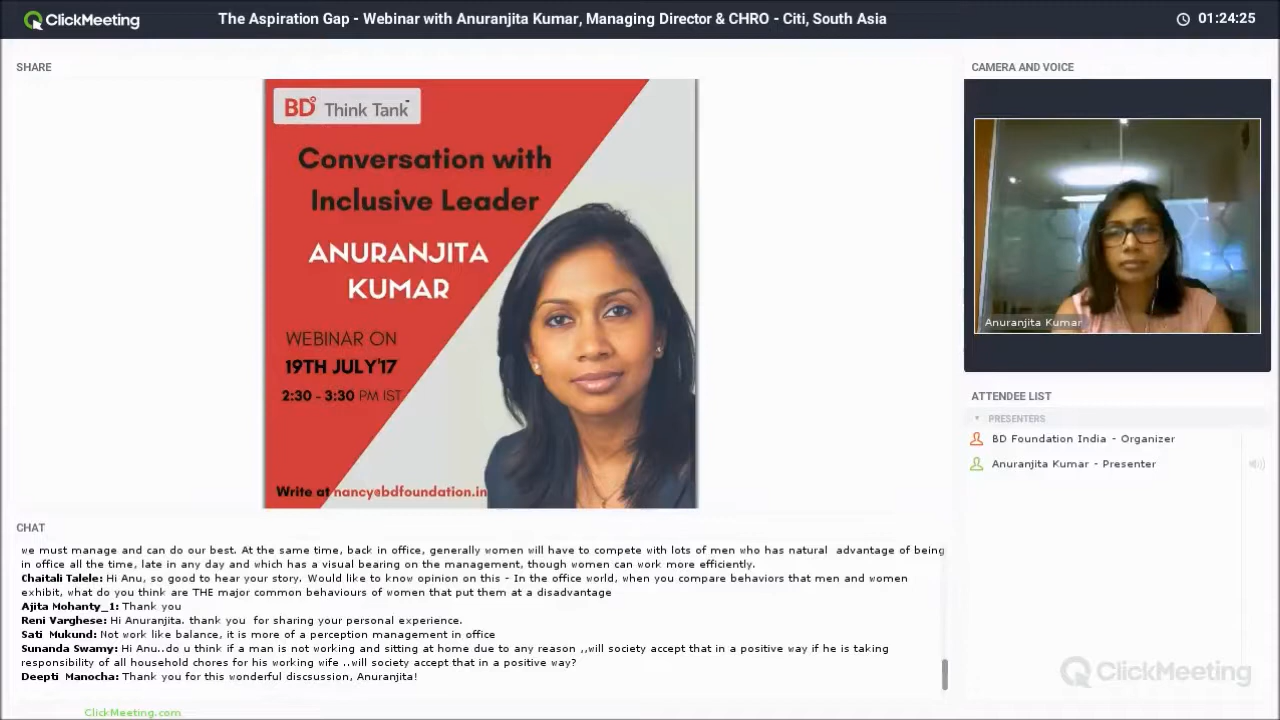 ClickMeeting
The Aspiration Gap - Webinar with Anuranjita Kumar, Managing Director & CHRO - Citi, South Asia
01:24:25
SHARE
BD Think Tank
Conversation with
Inclusive Leader
ANURANJITA
KUMAR
WEBINAR ON
19TH JULY'17
2:30 - 3:30 PM IST
Write at nancy@bdfoundation.in
CAMERA AND VOICE
Anuranjita Kumar
ATTENDEE LIST
PRESENTERS
BD Foundation India - Organizer
Anuranjita Kumar - Presenter
CHAT
we must manage and can do our best. At the same time, back in office, generally women will have to compete with lots of men who has natural advantage of being
in office all the time, late in any day and which has a visual bearing on the management, though women can work more efficiently.
Chaitali Talele: Hi Anu, so good to hear your story. Would like to know opinion on this - In the office world, when you compare behaviors that men and women
exhibit, what do you think are THE major common behaviours of women that put them at a disadvantage
Ajita Mohanty_1: Thank you
Reni Varghese: Hi Anuranjita. thank you for sharing your personal experience.
Sati Mukund: Not work like balance, it is more of a perception management in office
Sunanda Swamy: Hi Anu..do u think if a man is not working and sitting at home due to any reason ,,will society accept that in a positive way if he is taking
responsibility of all household chores for his working wife ..will society accept that in a positive way?
Deepti Manocha: Thank you for this wonderful discsussion, Anuranjita!
ClickMeeting
ClickMeeting.com